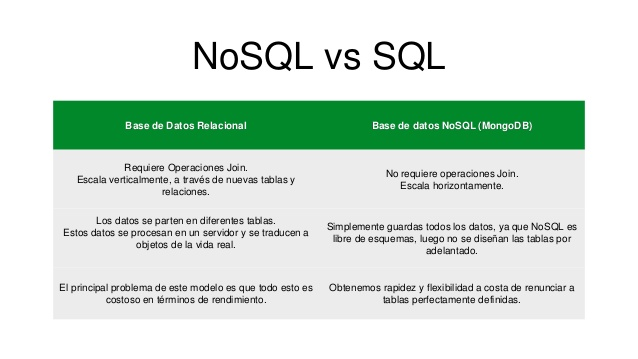 NoSQL vs SQL
Base de Datos Relacional
Base de datos NoSQL (MongoDB)
Requiere Operaciones Join.
Escala verticalmente, a través de nuevas tablas y
relaciones.
No requiere operaciones Join.
Escala horizontamente.
Los datos se parten en diferentes tablas.
Estos datos se procesan en un servidor y se traducen a
objetos de la vida real.
Simplemente guardas todos los datos, ya que NoSQL es
libre de esquemas, luego no se diseñan las tablas por
adelantado.
El principal problema de este modelo es que todo esto es
costoso en términos de rendimiento.
Obtenemos rapidez y flexibilidad a costa de renunciar a
tablas perfectamente definidas.